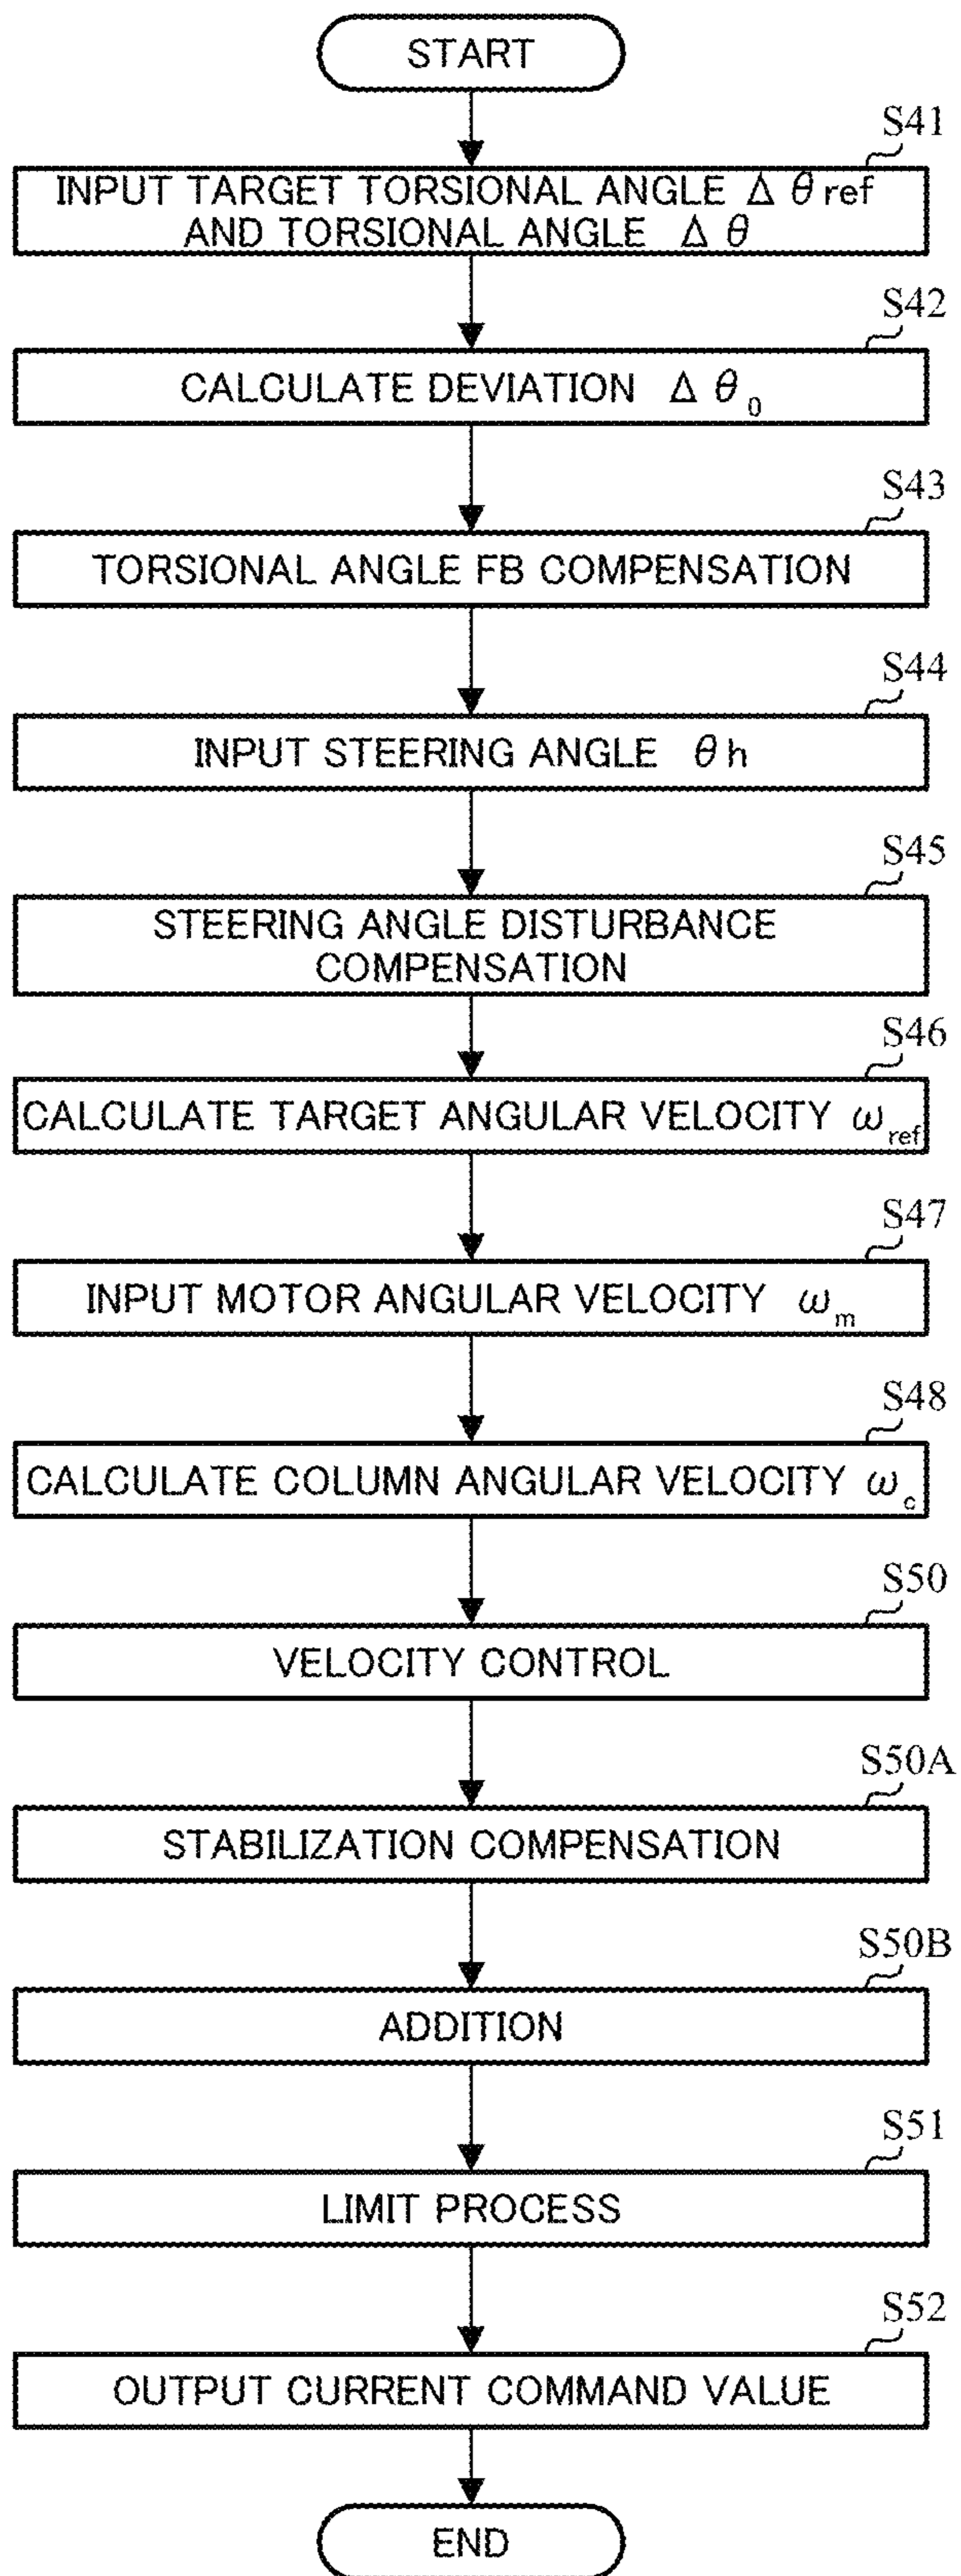 START
S41
INPUT TARGET TORSIONAL ANGLE Δθref
AND TORSIONAL ANGLE Δθ
S42
CALCULATE DEVIATION Δθ0
S43
TORSIONAL ANGLE FB COMPENSATION
S44
INPUT STEERING ANGLE θh
S45
STEERING ANGLE DISTURBANCE
COMPENSATION
S46
CALCULATE TARGET ANGULAR VELOCITY ωref
S47
INPUT MOTOR ANGULAR VELOCITY ωm
S48
CALCULATE COLUMN ANGULAR VELOCITY ωc
S50
VELOCITY CONTROL
S50A
STABILIZATION COMPENSATION
S50B
ADDITION
S51
LIMIT PROCESS
S52
OUTPUT CURRENT COMMAND VALUE
END